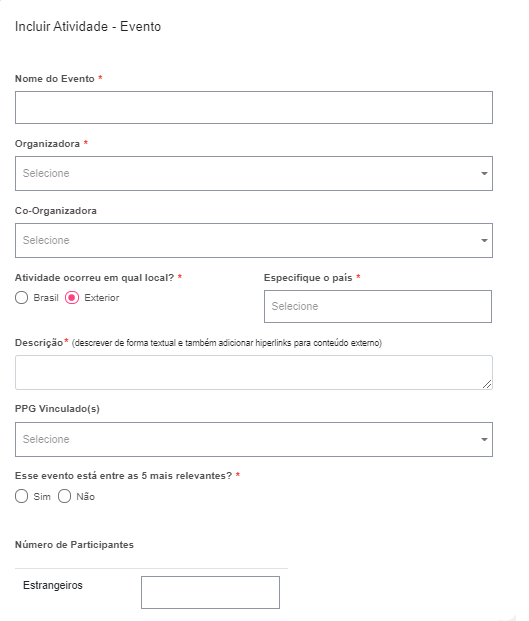 Incluir Atividade - Evento
Nome do Evento *
Organizadora *
Selecione
Co-Organizadora
Selecione
Atividade ocorreu em qual local? *
Brasil Exterior
Especifique o país *
Selecione
Descrição* (descrever de forma textual e também adicionar hiperlinks para conteúdo externo)
PPG Vinculado(s)
Selecione
Esse evento está entre as 5 mais relevantes? *
Sim Não
Número de Participantes
Estrangeiros